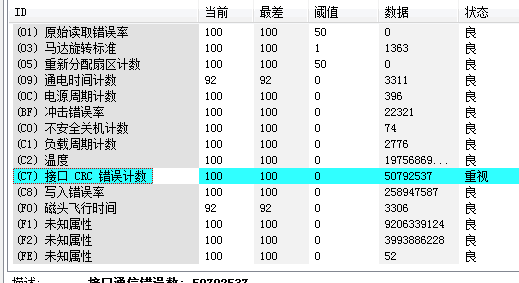 ID 当前 最差 阈值 数据 状态
(01) 原始读取错误率 100 100 50 0 良
(03) 马达旋转标准 100 100 1 1363 良
(05) 重新分配扇区计数 100 100 50 0 良
(09) 通电时间计数 92 92 0 3311 良
(0C) 电源周期计数 100 100 0 396 良
(BF) 冲击错误率 100 100 0 22321 良
(C0) 不安全关机计数 100 100 0 74 良
(C1) 负载周期计数 100 100 0 2776 良
(C2) 温度 100 100 0 19756869... 良
(C7) 接口 CRC 错误计数 100 100 0 50792537 重视
(C8) 写入错误率 100 100 0 258947587 良
(F0) 磁头飞行时间 92 92 0 3306 良
(F1) 未知属性 100 100 0 9206339124 良
(F2) 未知属性 100 100 0 3993886228 良
(FE) 未知属性 100 100 0 52 良
描述: 接口通信错误数: 50792537